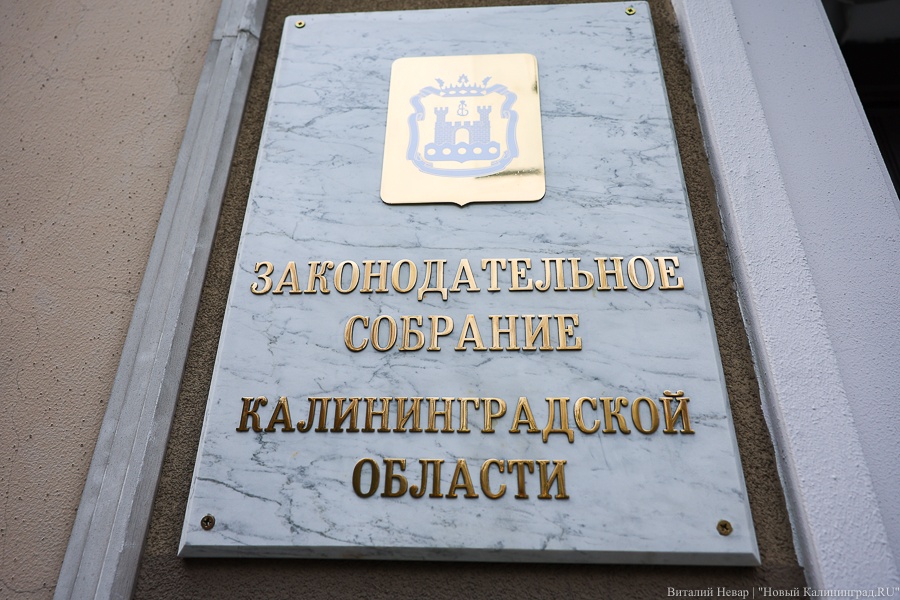 ЗАКОНОДАТЕЛЬНОЕ
СОБРАНИЕ
КАЛИНИНГРАДСКОЙ
ОБЛАСТИ
Виталий Невар | "Новый Калининград.RU"